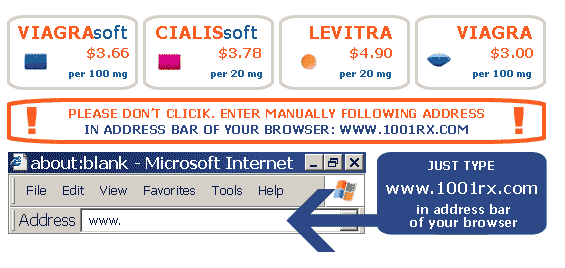 VIAGRAsoft
$3.66
per 100 mg
CIALISsoft
$3.78
per 20 mg
LEVITRA
$4.90
per 20 mg
VIAGRA
$3.00
per 100 mg
! PLEASE DON'T CLICIK. ENTER MANUALLY FOLLOWING ADDRESS !
IN ADDRESS BAR OF YOUR BROWSER: WWW.1001RX.COM
about:blank - Microsoft Internet
File Edit View Favorites Tools Help
Address www.
JUST TYPE
www.1001rx.com
in address bar
of your browser